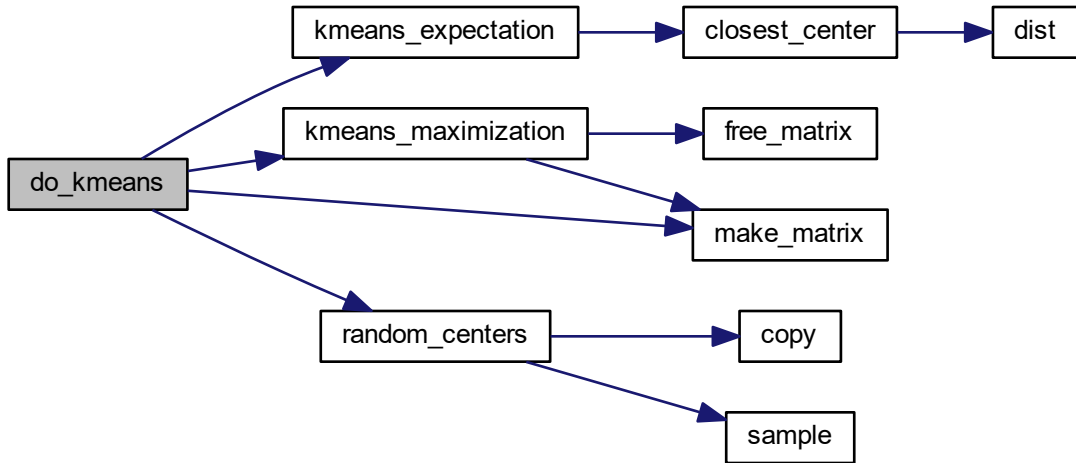 kmeans_expectation
closest_center
dist
kmeans_maximization
free_matrix
do_kmeans
make_matrix
random_centers
copy
sample